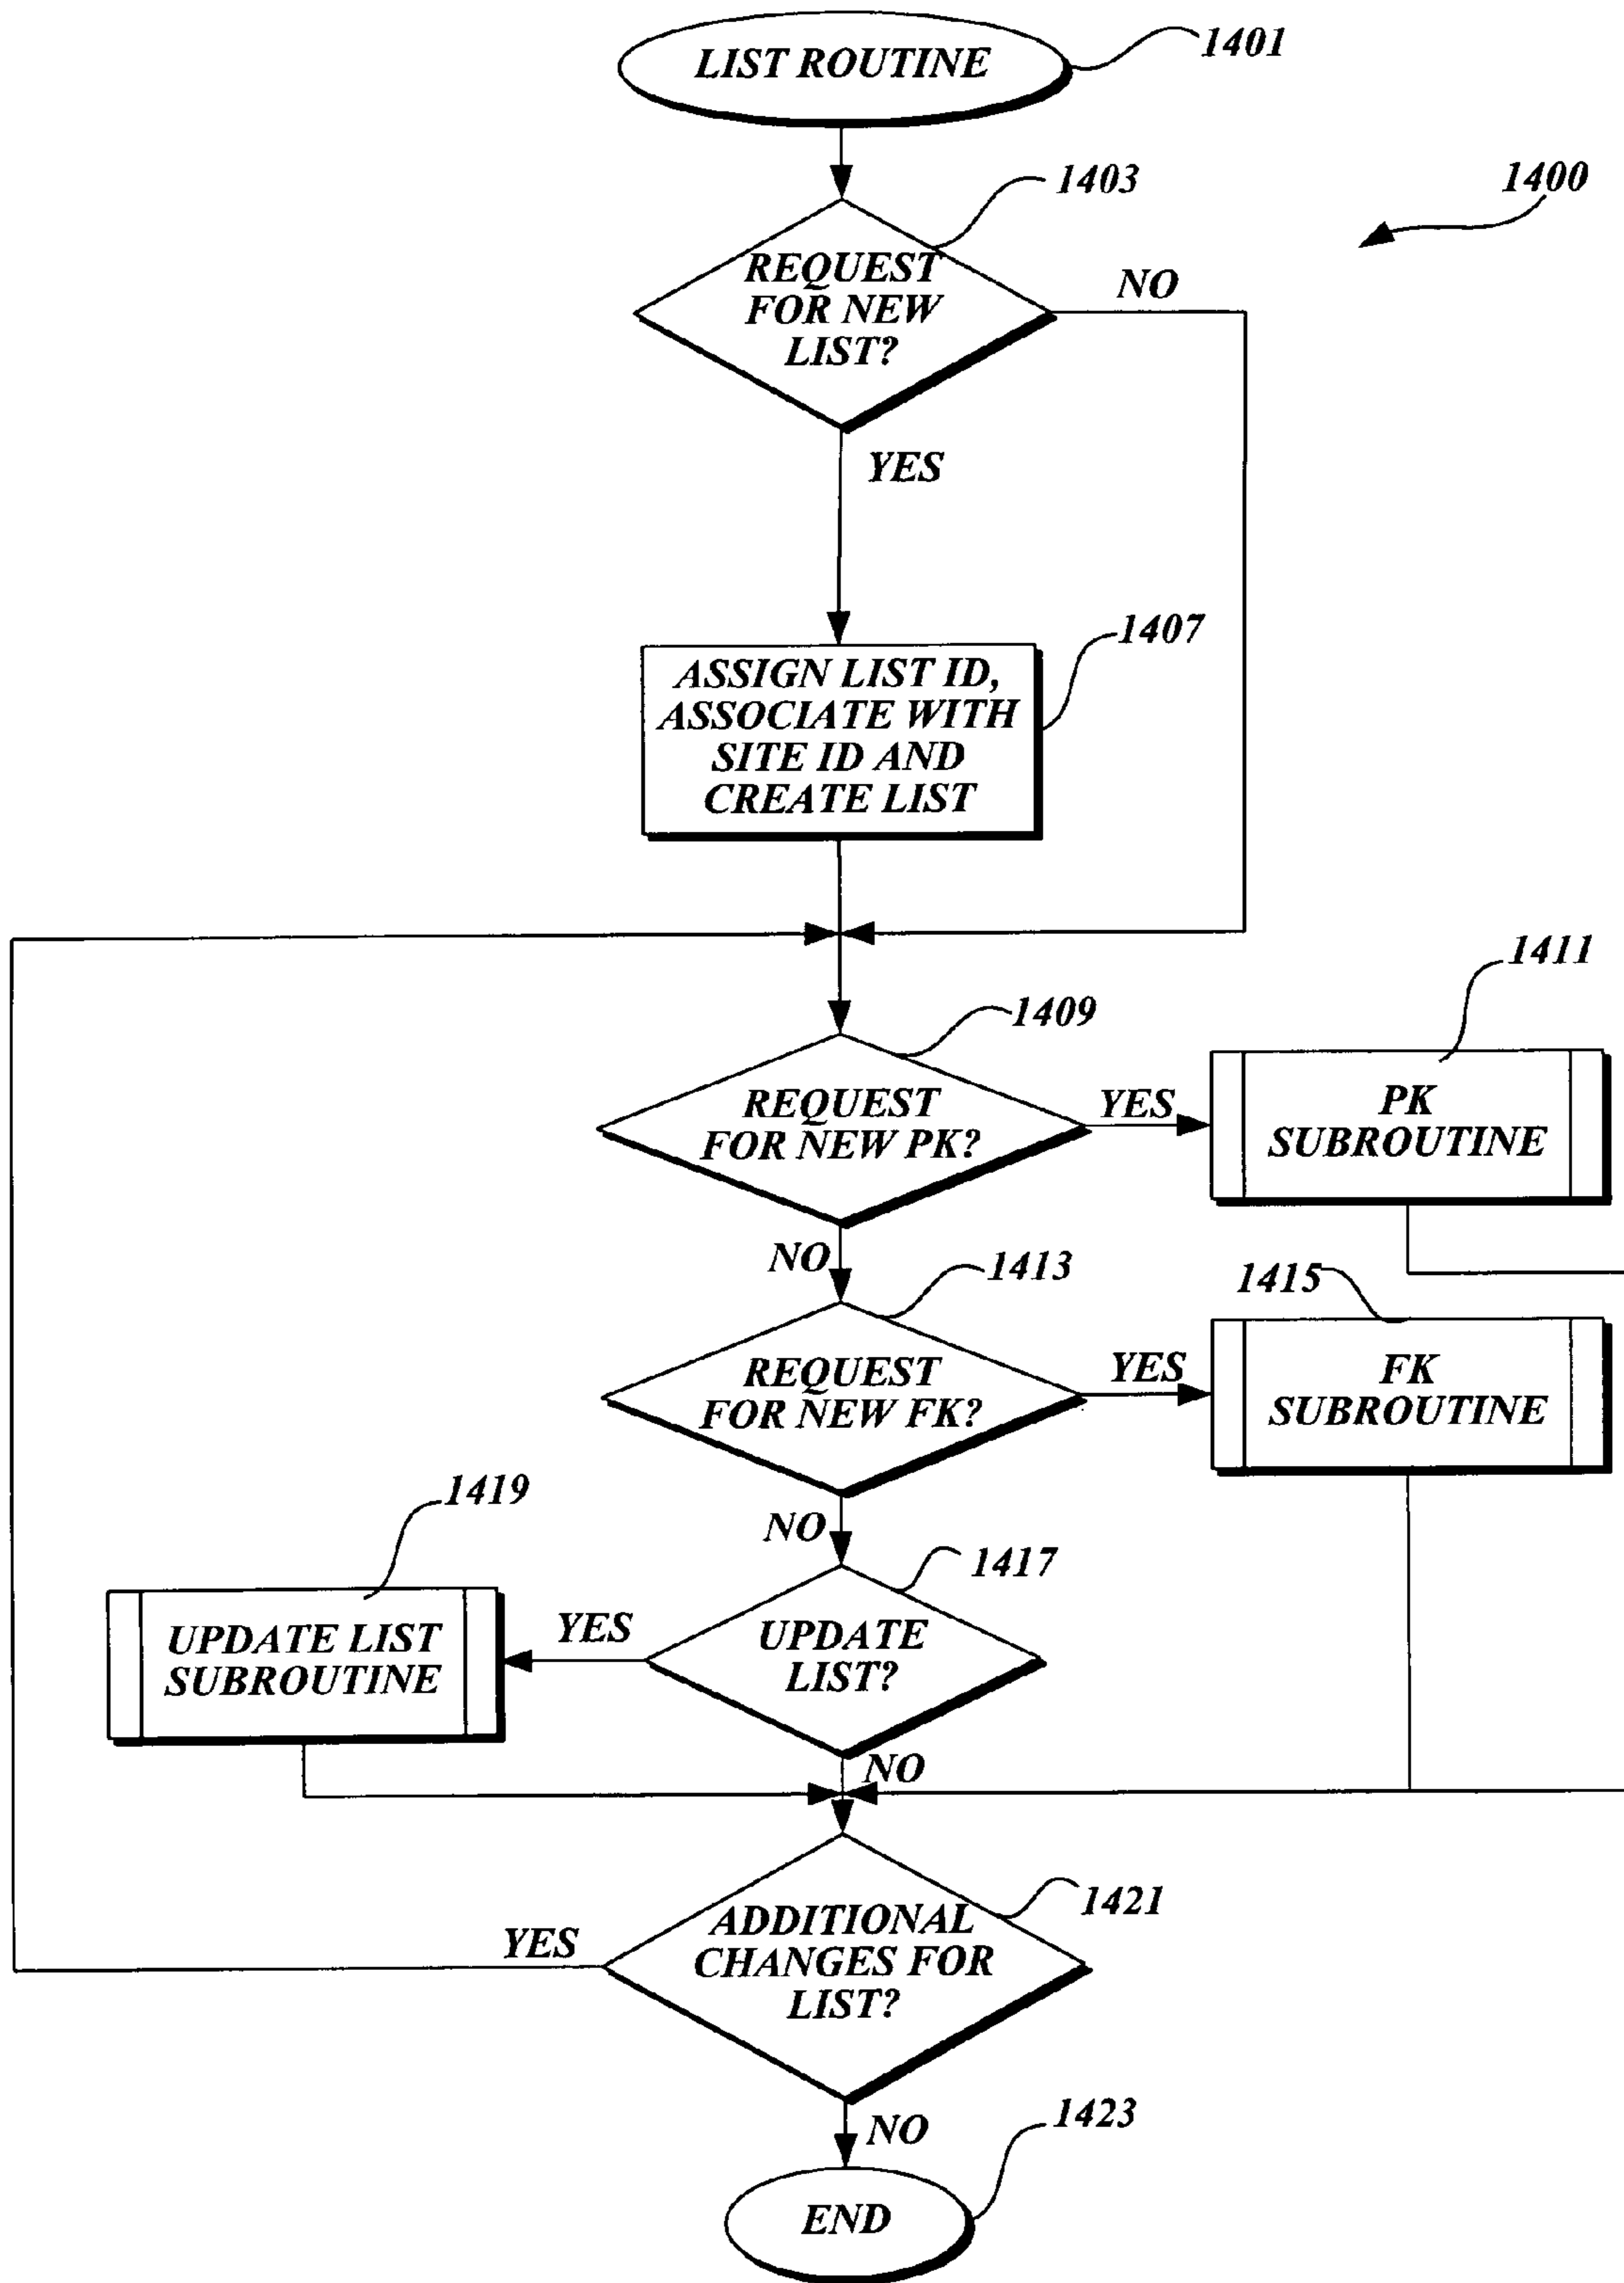 LIST ROUTINE
1401
1403
1400
REQUEST
FOR NEW
LIST?
NO
YES
1407
ASSIGN LIST ID,
ASSOCIATE WITH
SITE ID AND
CREATE LIST
1411
1409
REQUEST
FOR NEW PK?
YES
PK
SUBROUTINE
NO
1413
1415
REQUEST
FOR NEW FK?
YES
FK
SUBROUTINE
1419
NO
1417
UPDATE LIST
SUBROUTINE
YES
UPDATE
LIST?
NO
1421
YES
ADDITIONAL
CHANGES FOR
LIST?
NO
1423
END